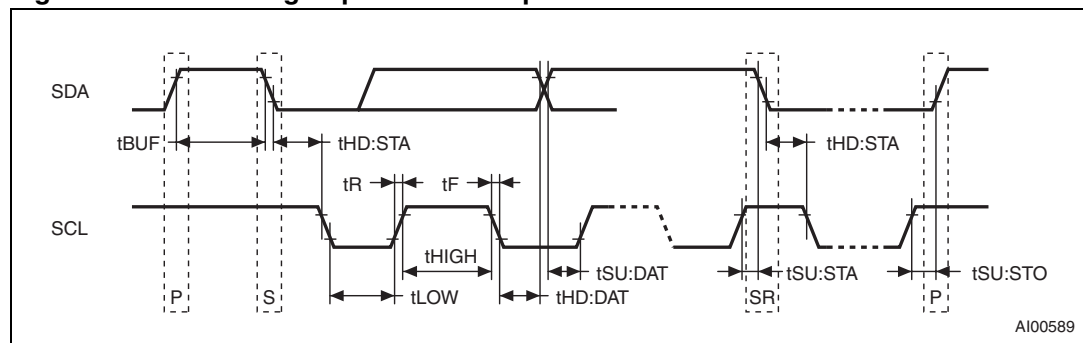 SDA
tBUF
tHD:STA
tHD:STA
tR
tF
SCL
tHIGH
tSU:DAT
tSU:STA
tSU:STO
P
S
tLOW
tHD:DAT
SR
P
AI00589